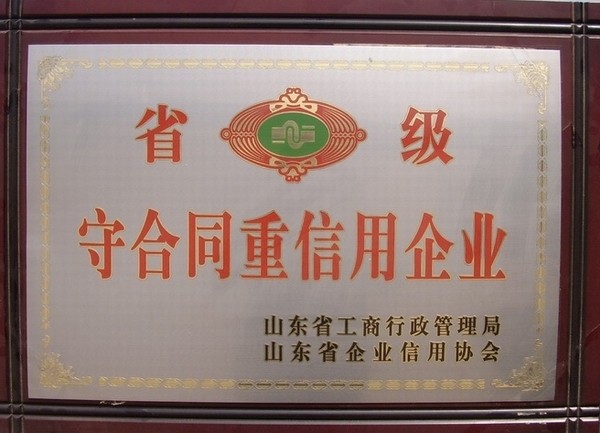 省 级
守合同重信用企业
山东省工商行政管理局
山东省企业信用协会